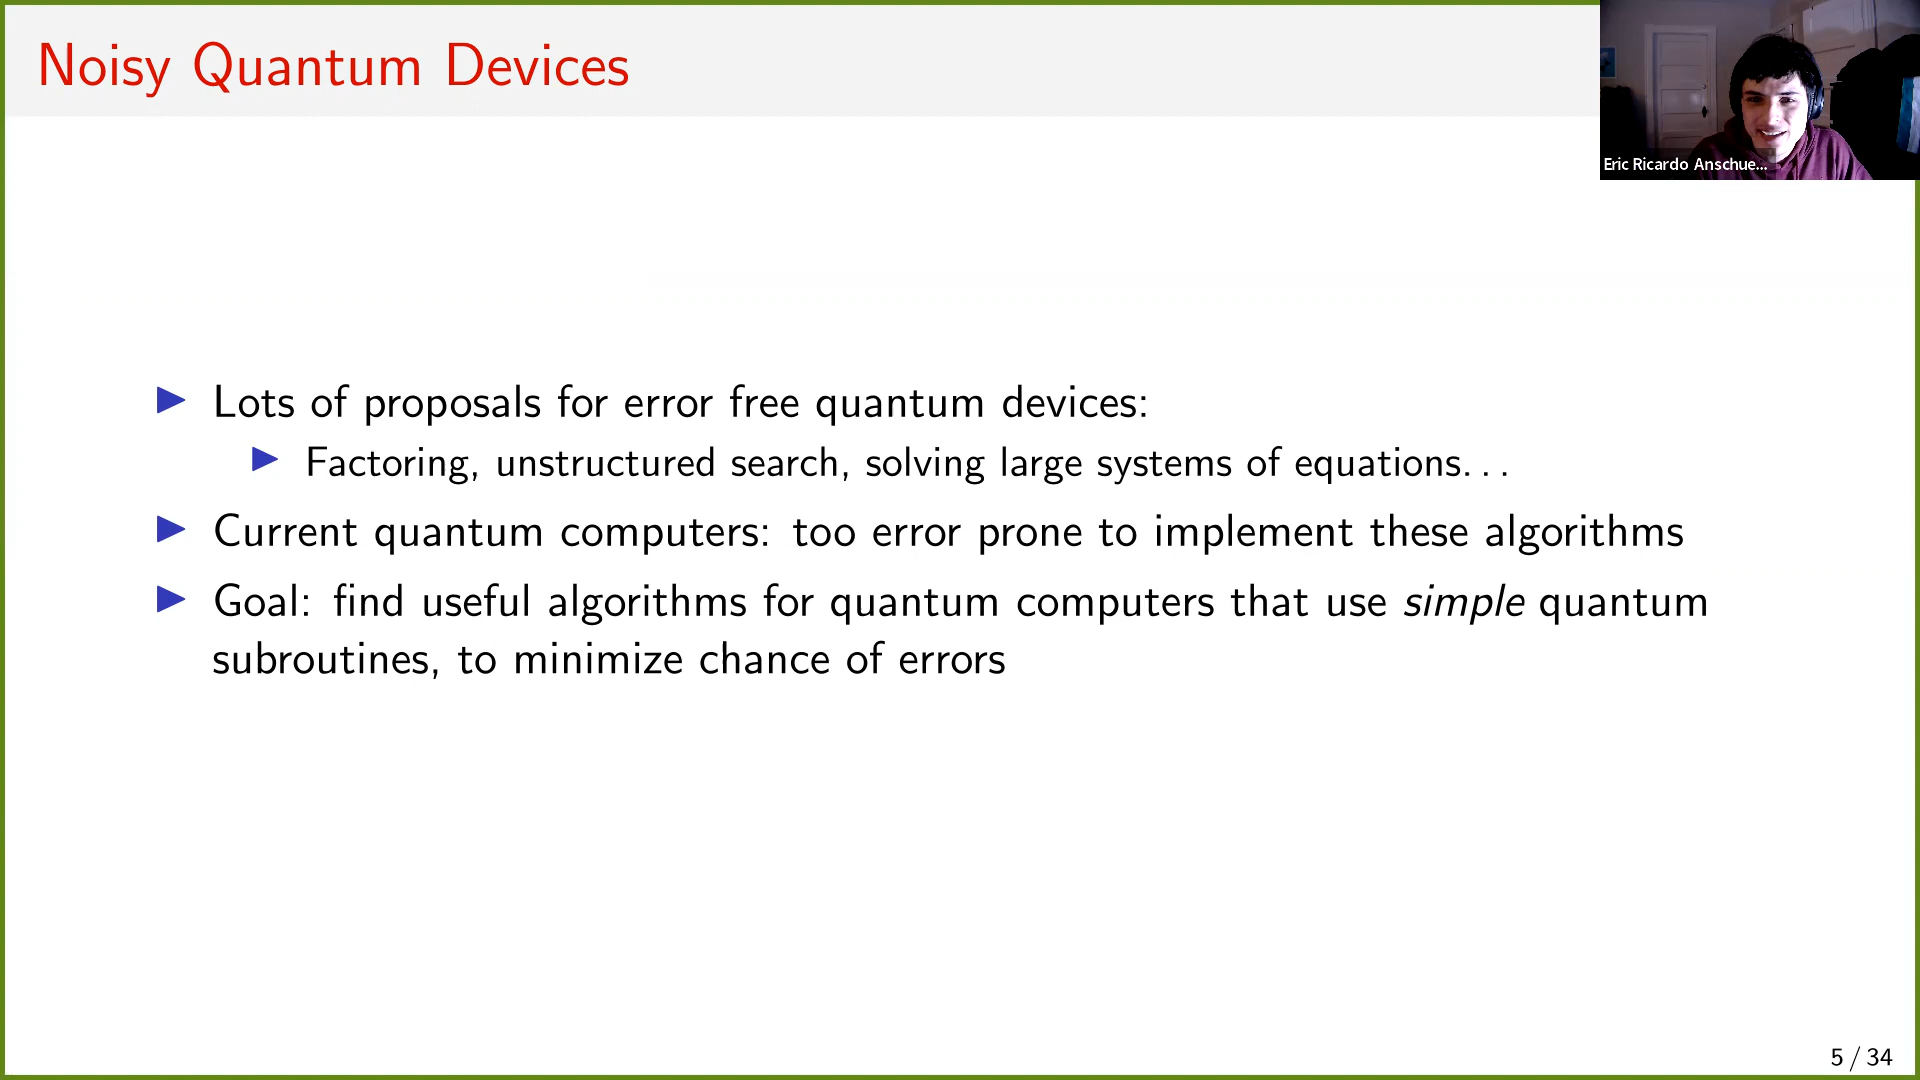 Noisy Quantum Devices
Eric Ricardo Anschue...
Lots of proposals for error free quantum devices:
Factoring, unstructured search, solving large systems of equations...
Current quantum computers: too error prone to implement these algorithms
Goal: find useful algorithms for quantum computers that use simple quantum
subroutines, to minimize chance of errors
5 / 34